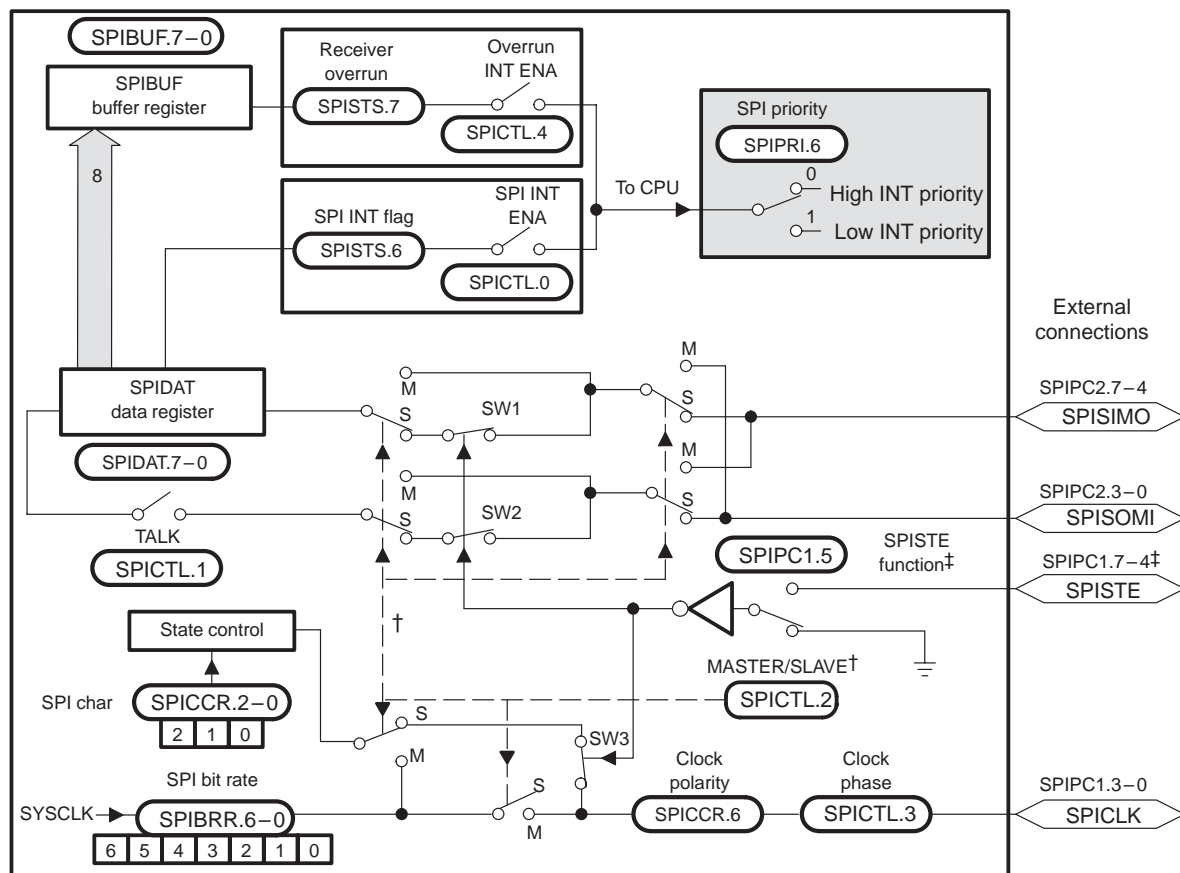 SPIBUF.7–0
SPIBUF
buffer register
8
Receiver
overrun
SPISTS.7
Overrun
INT ENA
SPICTL.4
SPI INT flag
SPISTS.6
SPI INT
ENA
SPICTL.0
To CPU
SPI priority
SPIPRI.6
0
High INT priority
1
Low INT priority
External
connections
SPIDAT
data register
SPIDAT.7–0
M
S
SW1
M
S
SPIPC2.7–4
SPISIMO
TALK
SPICTL.1
M
S
SW2
M
S
SPIPC2.3–0
SPISOMI
SPIPC1.5
SPISTE
function‡
SPIPC1.7–4‡
SPISTE
†
State control
MASTER/SLAVE†
SPICTL.2
SPI char
SPICCR.2–0
2 1 0
S
M
SW3
SPI bit rate
SYSCLK
SPIBRR.6–0
6 5 4 3 2 1 0
S
M
Clock
polarity
SPICCR.6
Clock
phase
SPICTL.3
SPIPC1.3–0
SPICLK